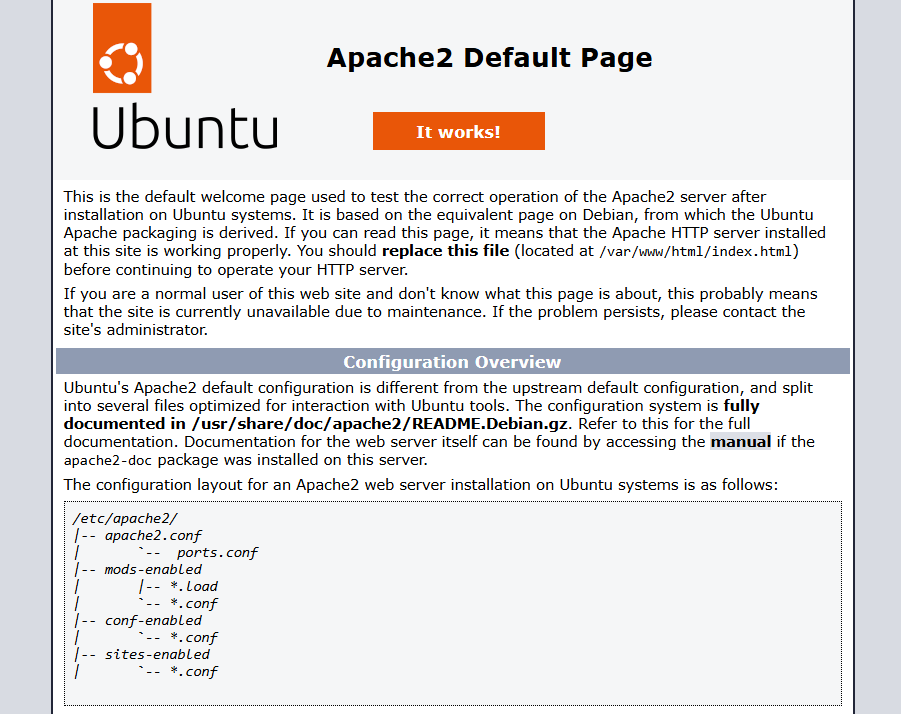 Ubuntu
Apache2 Default Page
It works!
This is the default welcome page used to test the correct operation of the Apache2 server after
installation on Ubuntu systems. It is based on the equivalent page on Debian, from which the Ubuntu
Apache packaging is derived. If you can read this page, it means that the Apache HTTP server installed
at this site is working properly. You should replace this file (located at /var/www/html/index.html)
before continuing to operate your HTTP server.
If you are a normal user of this web site and don't know what this page is about, this probably means
that the site is currently unavailable due to maintenance. If the problem persists, please contact the
site's administrator.
Configuration Overview
Ubuntu's Apache2 default configuration is different from the upstream default configuration, and split
into several files optimized for interaction with Ubuntu tools. The configuration system is fully
documented in /usr/share/doc/apache2/README.Debian.gz. Refer to this for the full
documentation. Documentation for the web server itself can be found by accessing the manual if the
apache2-doc package was installed on this server.
The configuration layout for an Apache2 web server installation on Ubuntu systems is as follows:
/etc/apache2/
|-- apache2.conf
|       `--  ports.conf
|-- mods-enabled
|       |-- *.load
|       `-- *.conf
|-- conf-enabled
|       `-- *.conf
|-- sites-enabled
|       `-- *.conf